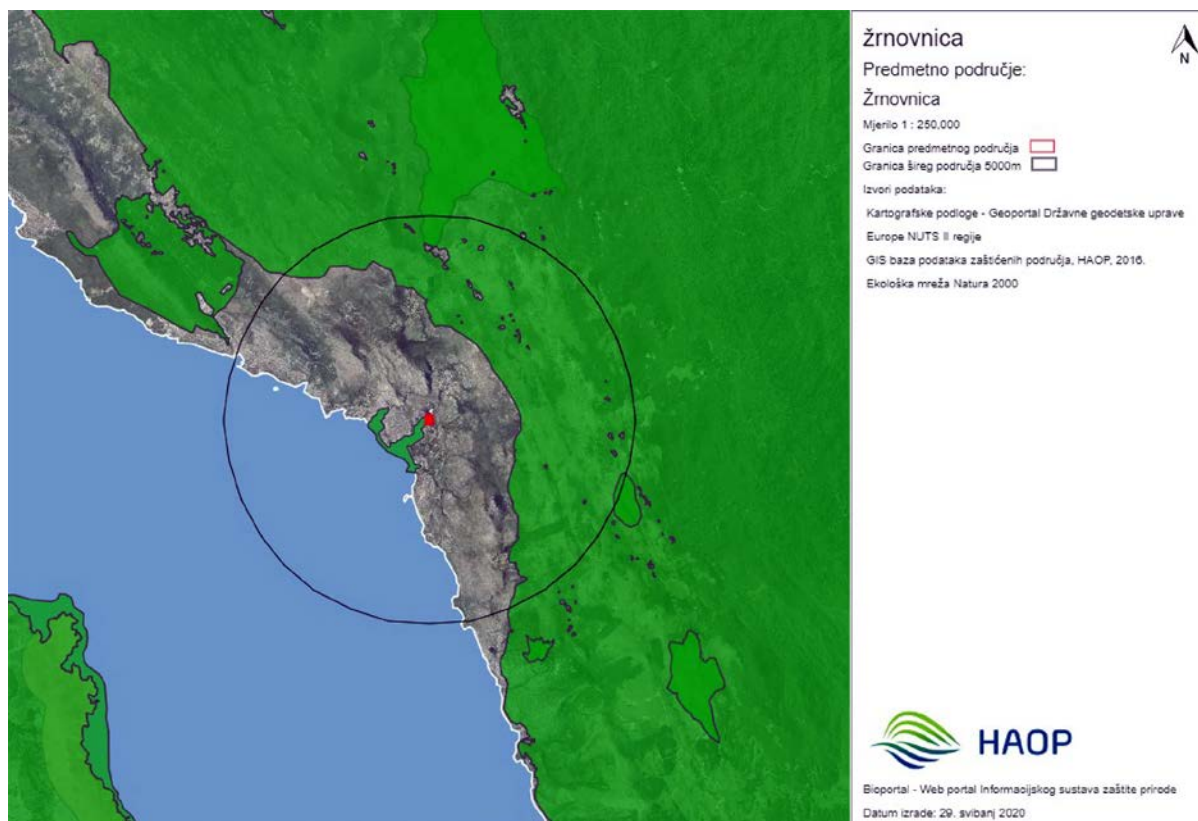 žrnovnica
N
Predmetno područje:
Žrnovnica
Mjerilo 1 : 250,000
Granica predmetnog područja
Granica šireg područja 5000m
Izvori podataka:
Kartografske podloge - Geoportal Državne geodetske uprave
Europe NUTS II regije
GIS baza podataka zaštićenih područja, HAOP, 2016.
Ekološka mreža Natura 2000
HAOP
Bioportal - Web portal Informacijskog sustava zaštite prirode
Datum izrade: 29. svibanj 2020